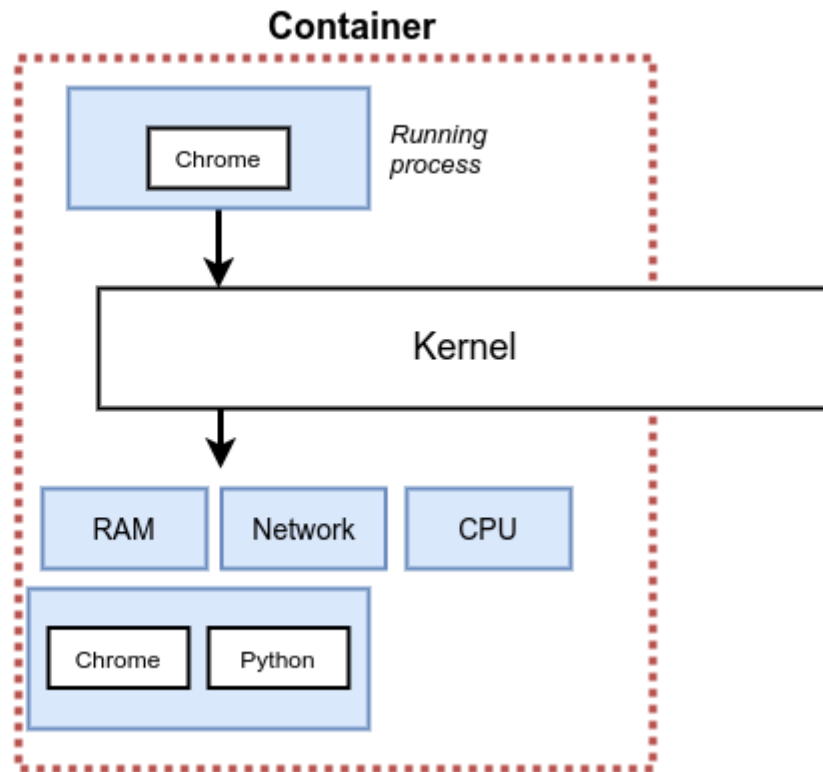 Container
Chrome
Running
process
Kernel
RAM
Network
CPU
Chrome
Python